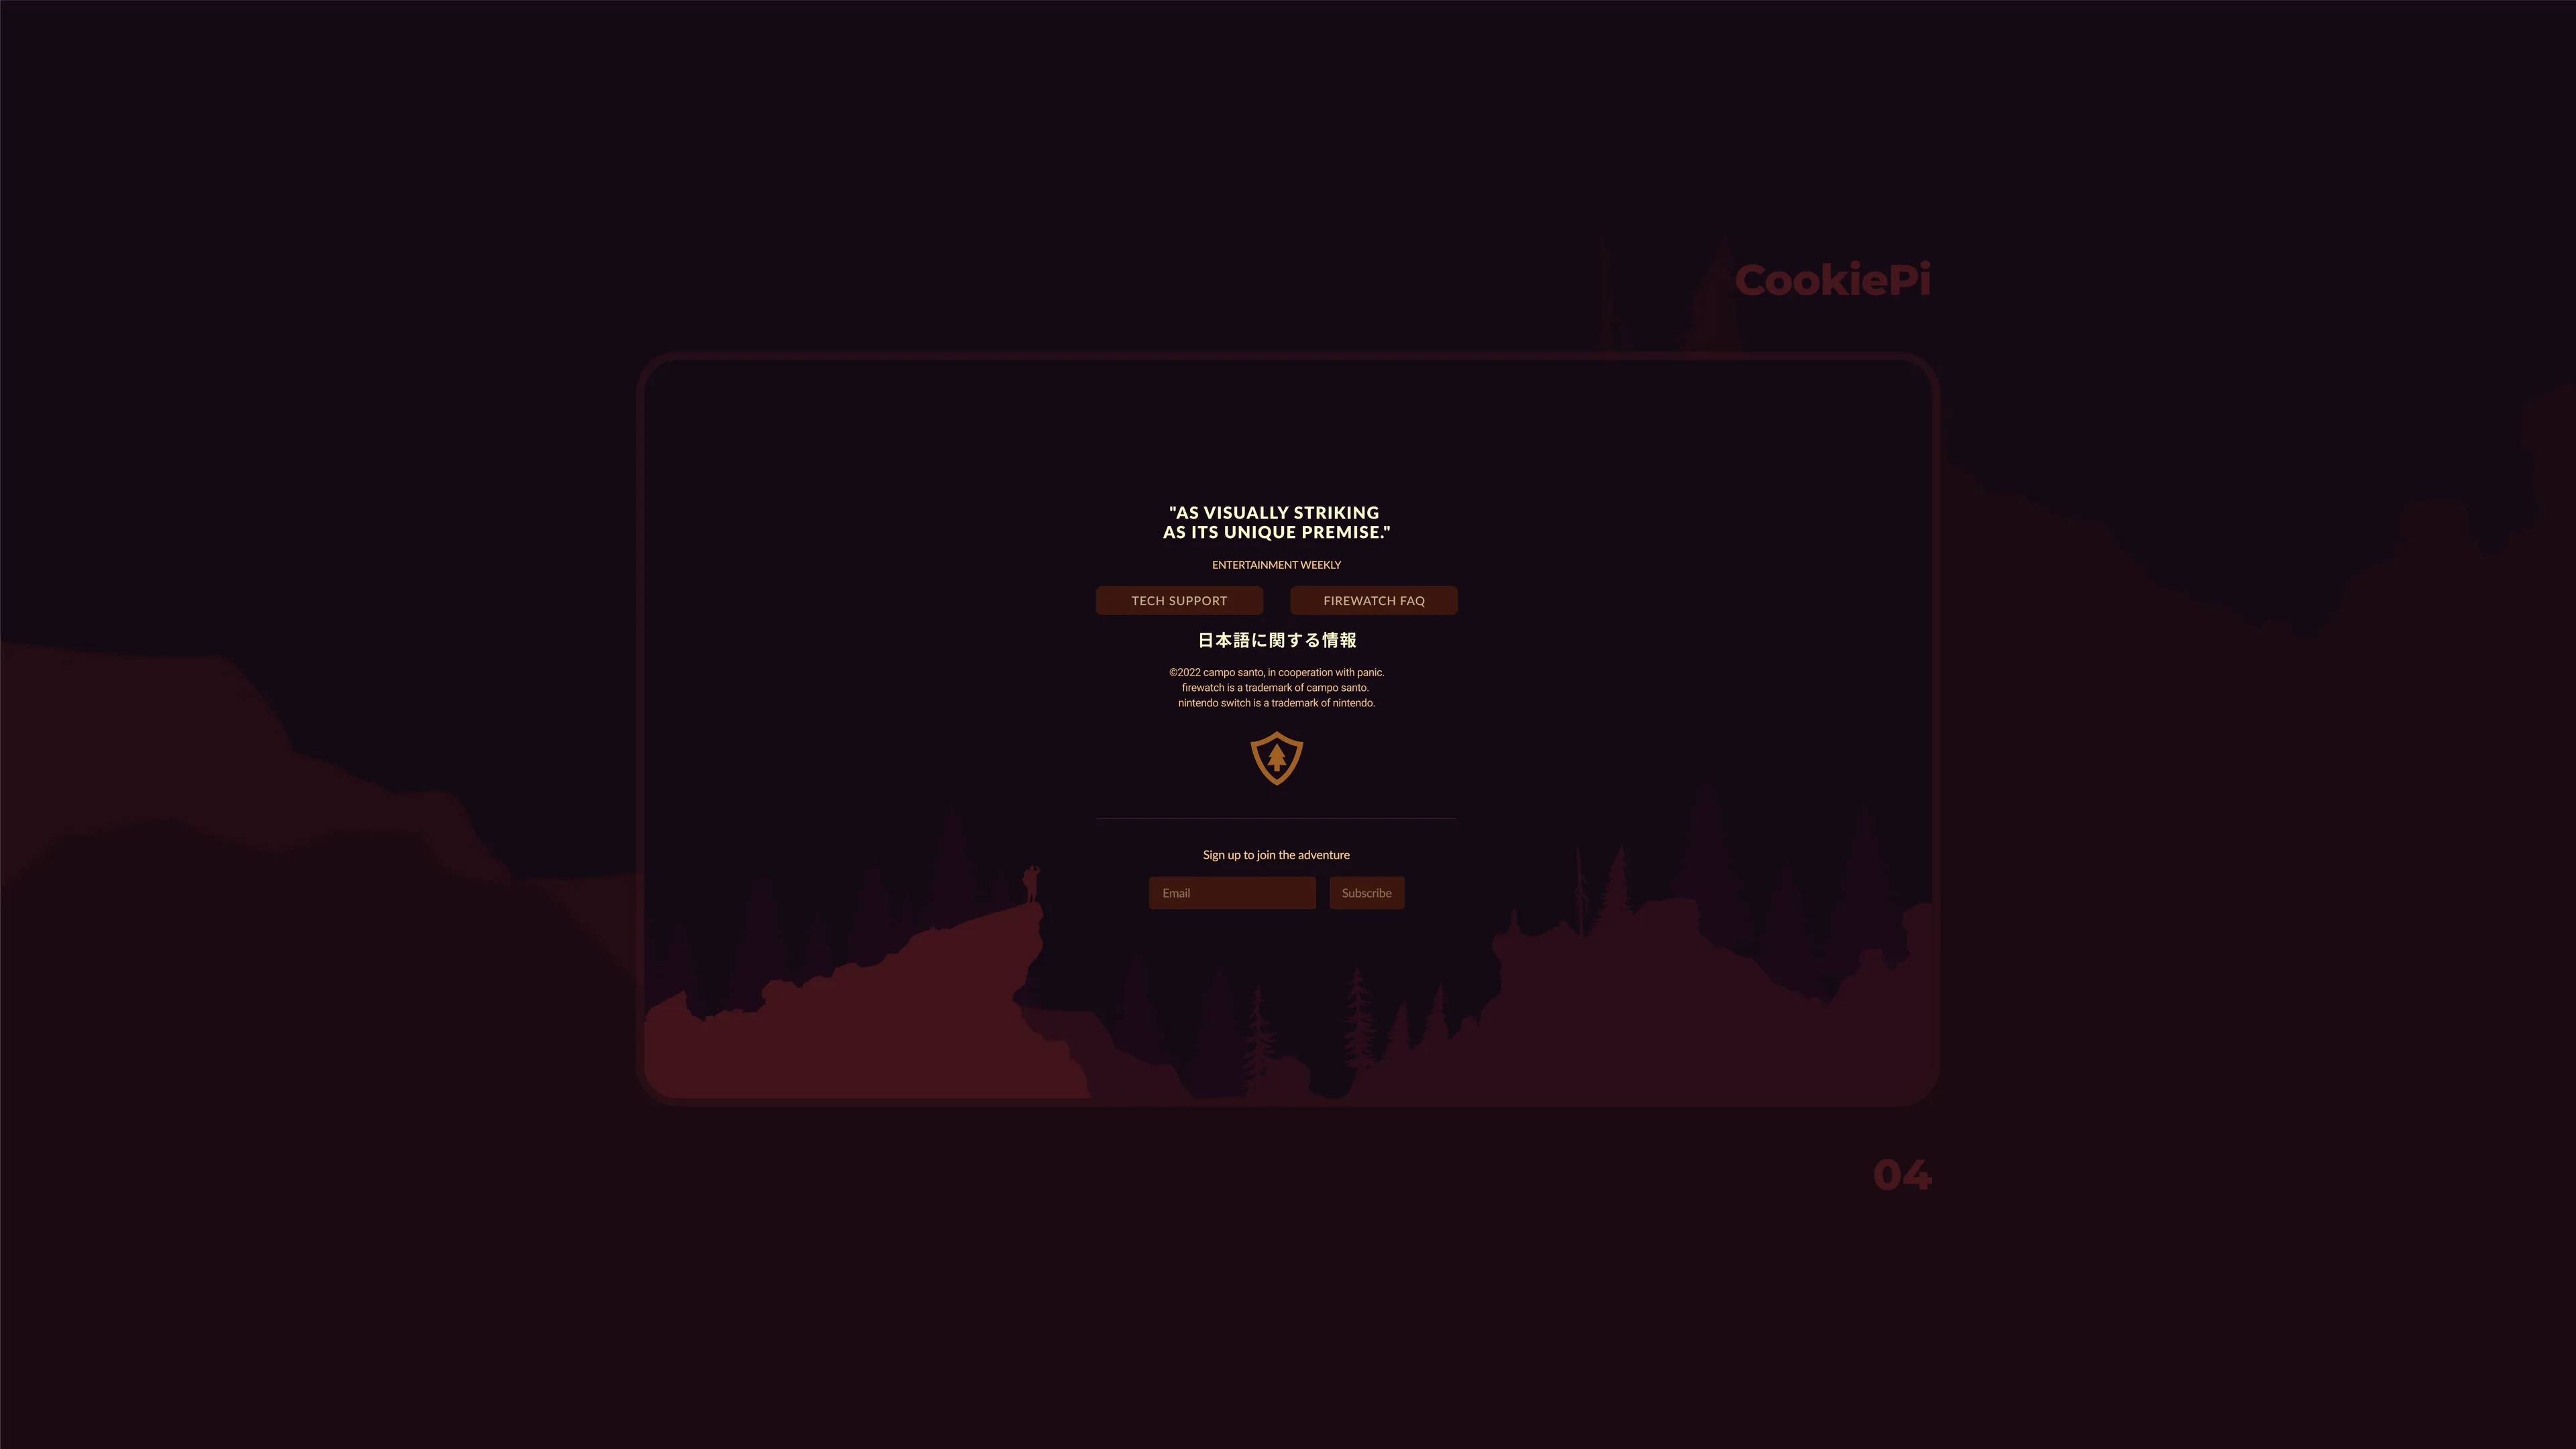 CookiePi
"AS VISUALLY STRIKING
AS ITS UNIQUE PREMISE."
ENTERTAINMENT WEEKLY
TECH SUPPORT
FIREWATCH FAQ
日本語に関する情報
©2022 campo santo, in cooperation with panic.
firewatch is a trademark of campo santo.
nintendo switch is a trademark of nintendo.
Sign up to join the adventure
Email
Subscribe
04